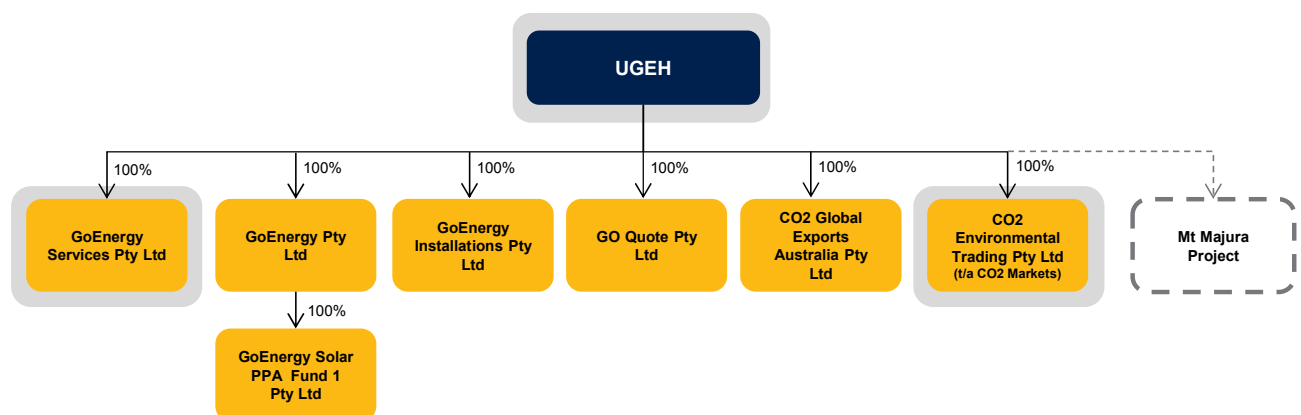 UGEH
100%
100%
100%
100%
100%
100%
GoEnergy
Services Pty Ltd
GoEnergy Pty
Ltd
GoEnergy
Installations Pty
Ltd
GO Quote Pty
Ltd
CO2 Global
Exports
Australia Pty
Ltd
CO2
Environmental
Trading Pty Ltd
(t/a CO2 Markets)
Mt Majura
Project
100%
GoEnergy Solar
PPA Fund 1
Pty Ltd